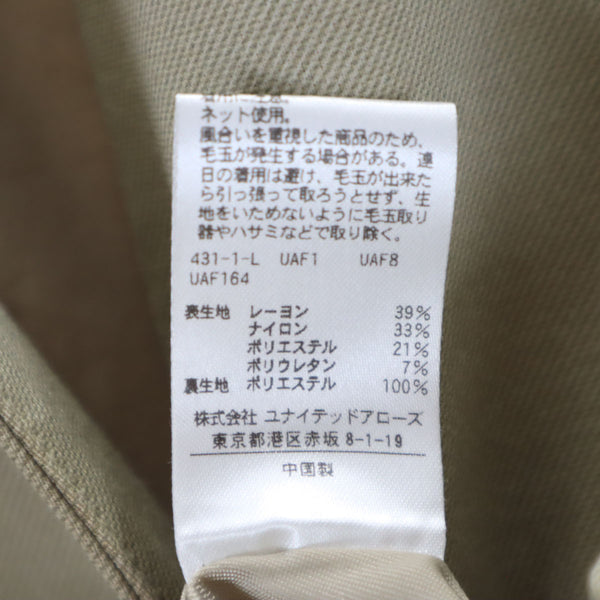 着用に注意。
ネット使用。
風合いを重視した商品のため、
毛玉が発生する場合がある。連
日の着用は避け、毛玉が出来た
ら引っ張って取ろうとせず、生
地をいためないように毛玉取り
器やハサミなどで取り除く。
431-1-L UAF1 UAF8
UAF164
表生地 レーヨン 39%
ナイロン 33%
ポリエステル 21%
ポリウレタン 7%
裏生地 ポリエステル 100%
株式会社 ユナイテッドアローズ
東京都港区赤坂 8-1-19
中国製